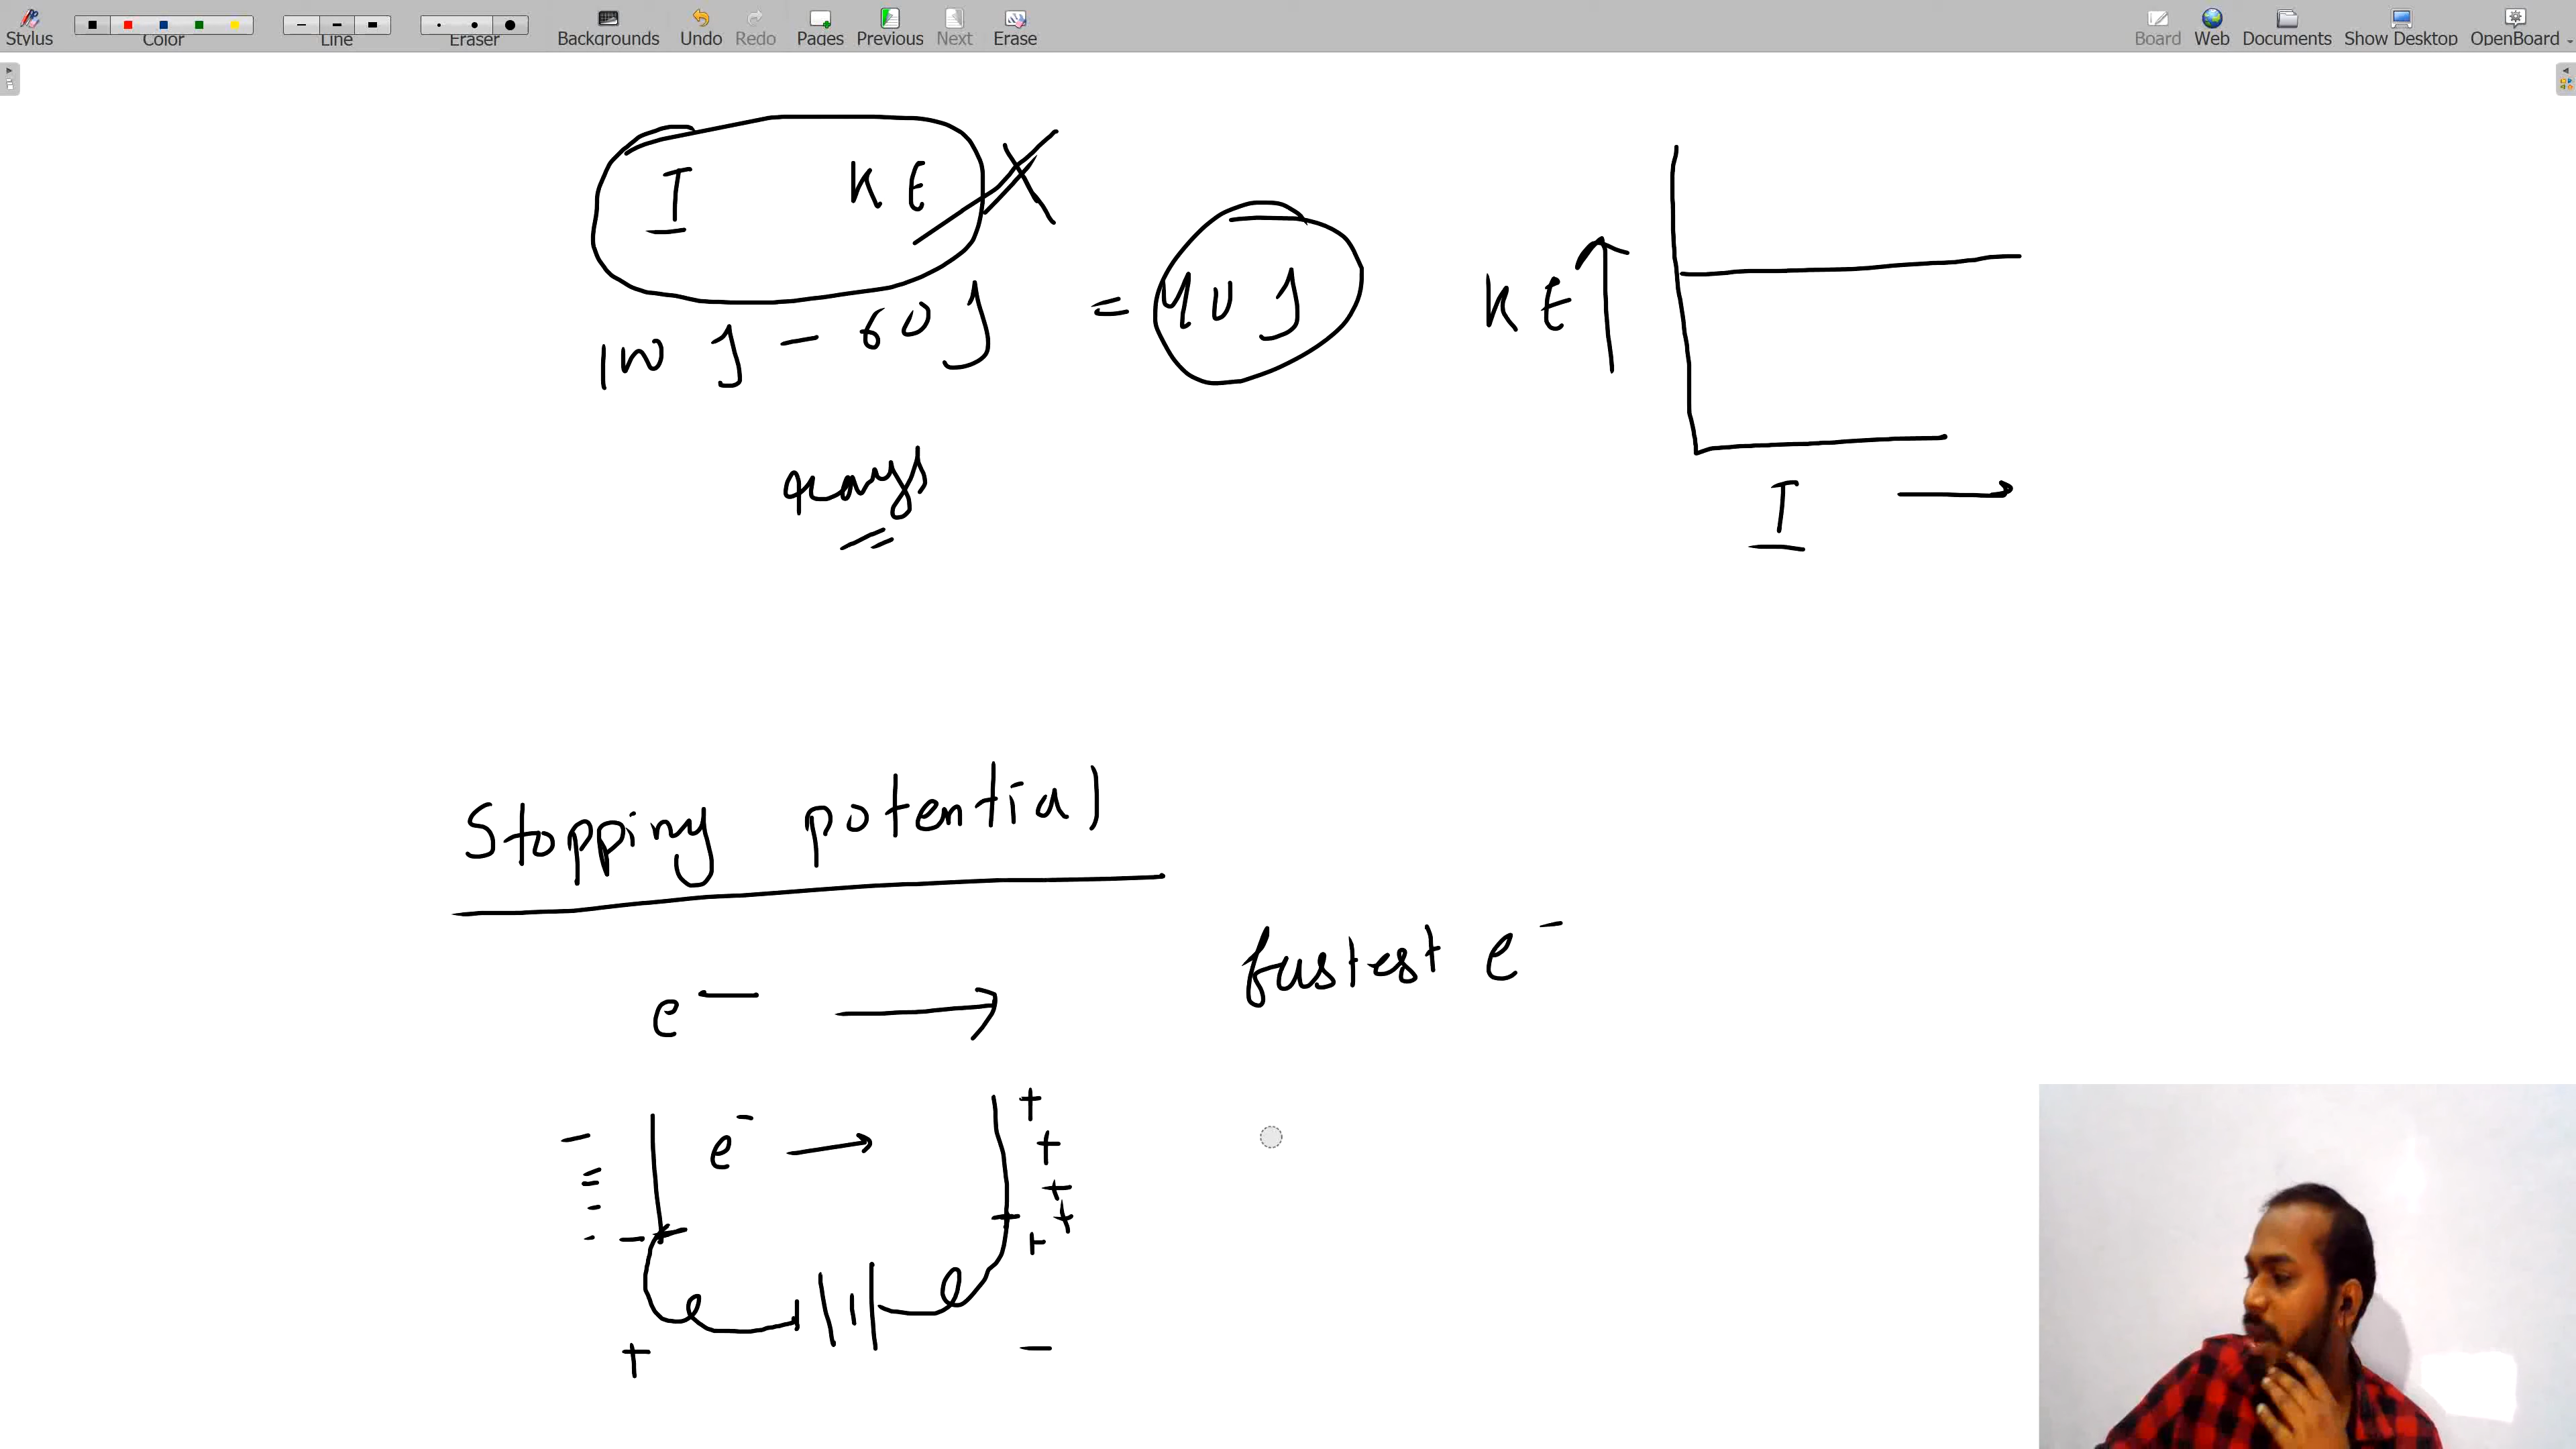 Stylus Color Line Eraser Backgrounds Undo Redo Pages Previous Next Erase Board Web Documents Show Desktop OpenBoard
I KE
100 J - 60 J = 40 J
KE
rays
I
Stopping potential
fastest e-
e-
e-
+ -